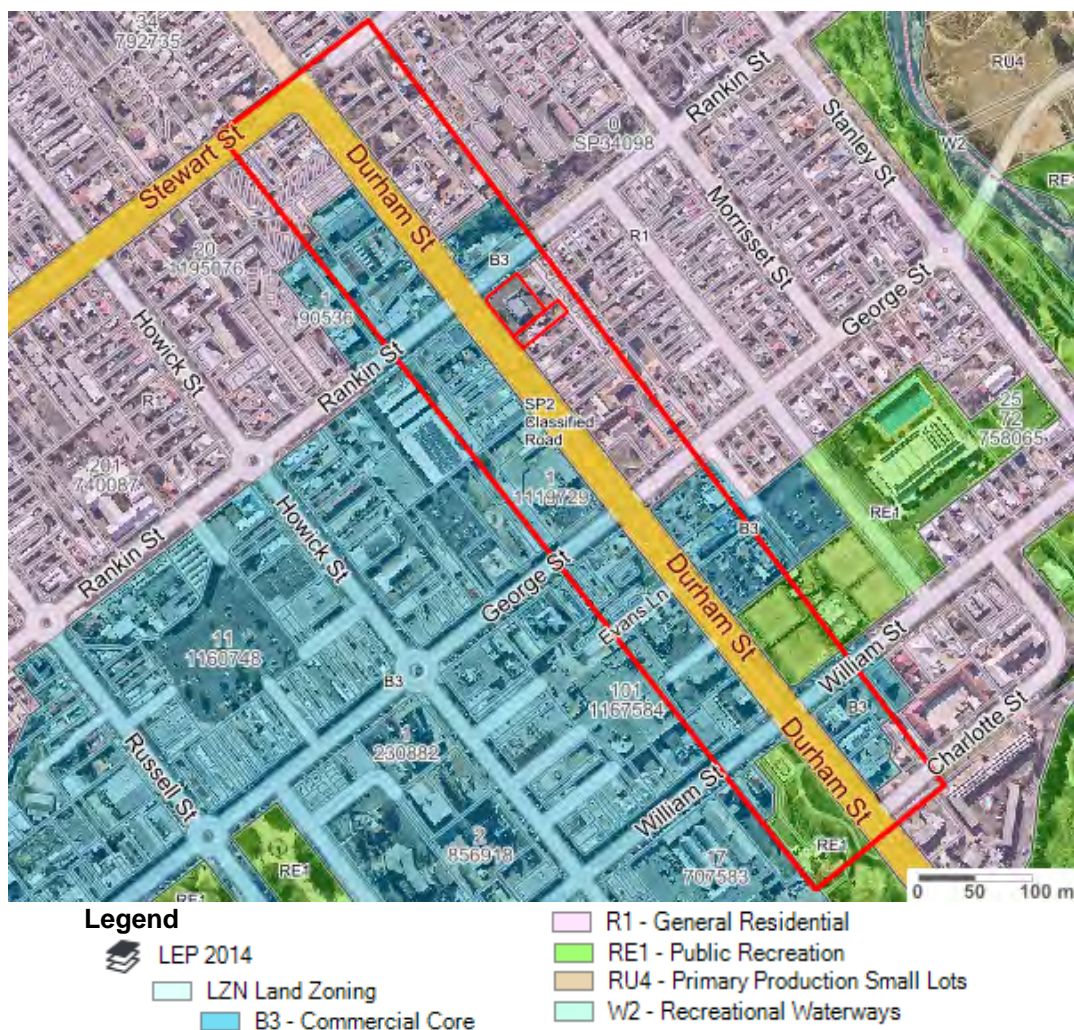 34
792735
RU4
Rankin St
Stanley St
0
SP34098
W2
RE1
Stewart St
Durham St
Morrisset St
R1
20
1195076
B3
George St
1
90536
Howick St
Rankin St
R1
SP2
Classified
Road
25
72
758065
201
740087
1
1119729
RE1
B3
Howick St
Rankin St
George St
Evans Ln
Durham St
William St
11
1160748
B3
101
1167584
B3
Charlotte St
Russell St
1
230882
Durham St
William St
2
856918
17
707583
RE1
RE1
RE1
0 50 100 m
Legend
LEP 2014
LZN Land Zoning
B3 - Commercial Core
R1 - General Residential
RE1 - Public Recreation
RU4 - Primary Production Small Lots
W2 - Recreational Waterways